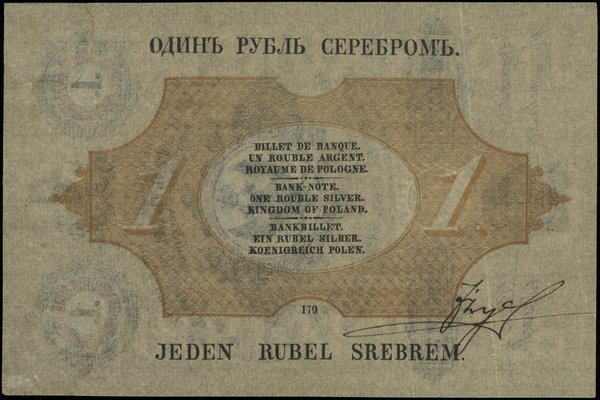 ОДИНЪ РУБЛЬ СЕРЕБРОМЪ.
BILLET DE BANQUE.
UN ROUBLE ARGENT.
ROYAUME DE POLOGNE.
BANK-NOTE.
ONE ROUBLE SILVER.
KINGDOM OF POLAND.
BANKBILLET.
EIN RUBEL SILBER.
KOENIGREICH POLEN.
1 1.
179
JEDEN RUBEL SREBREM.